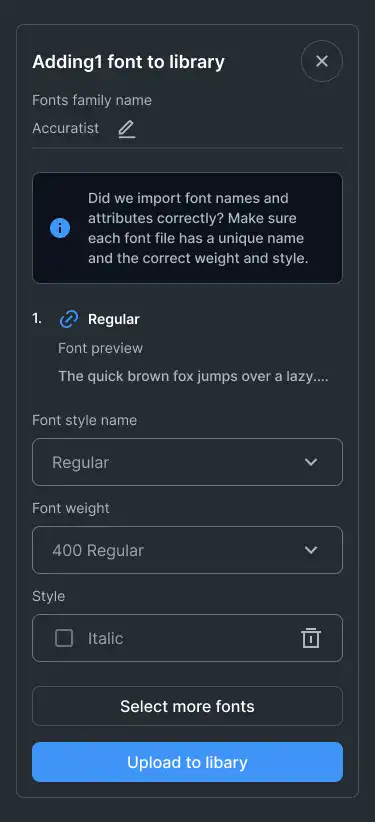 Adding1 font to library
Fonts family name
Accuratist
Did we import font names and
attributes correctly? Make sure
each font file has a unique name
and the correct weight and style.
1. Regular
Font preview
The quick brown fox jumps over a lazy....
Font style name
Regular
Font weight
400 Regular
Style
Italic
Select more fonts
Upload to libary